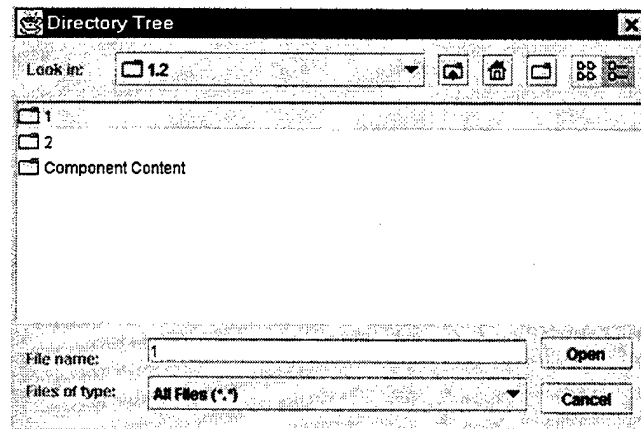 Directory Tree
Look in: 1.2
1
2
Component Content
File name: 1 Open
Files of type: All Files (*.*) Cancel